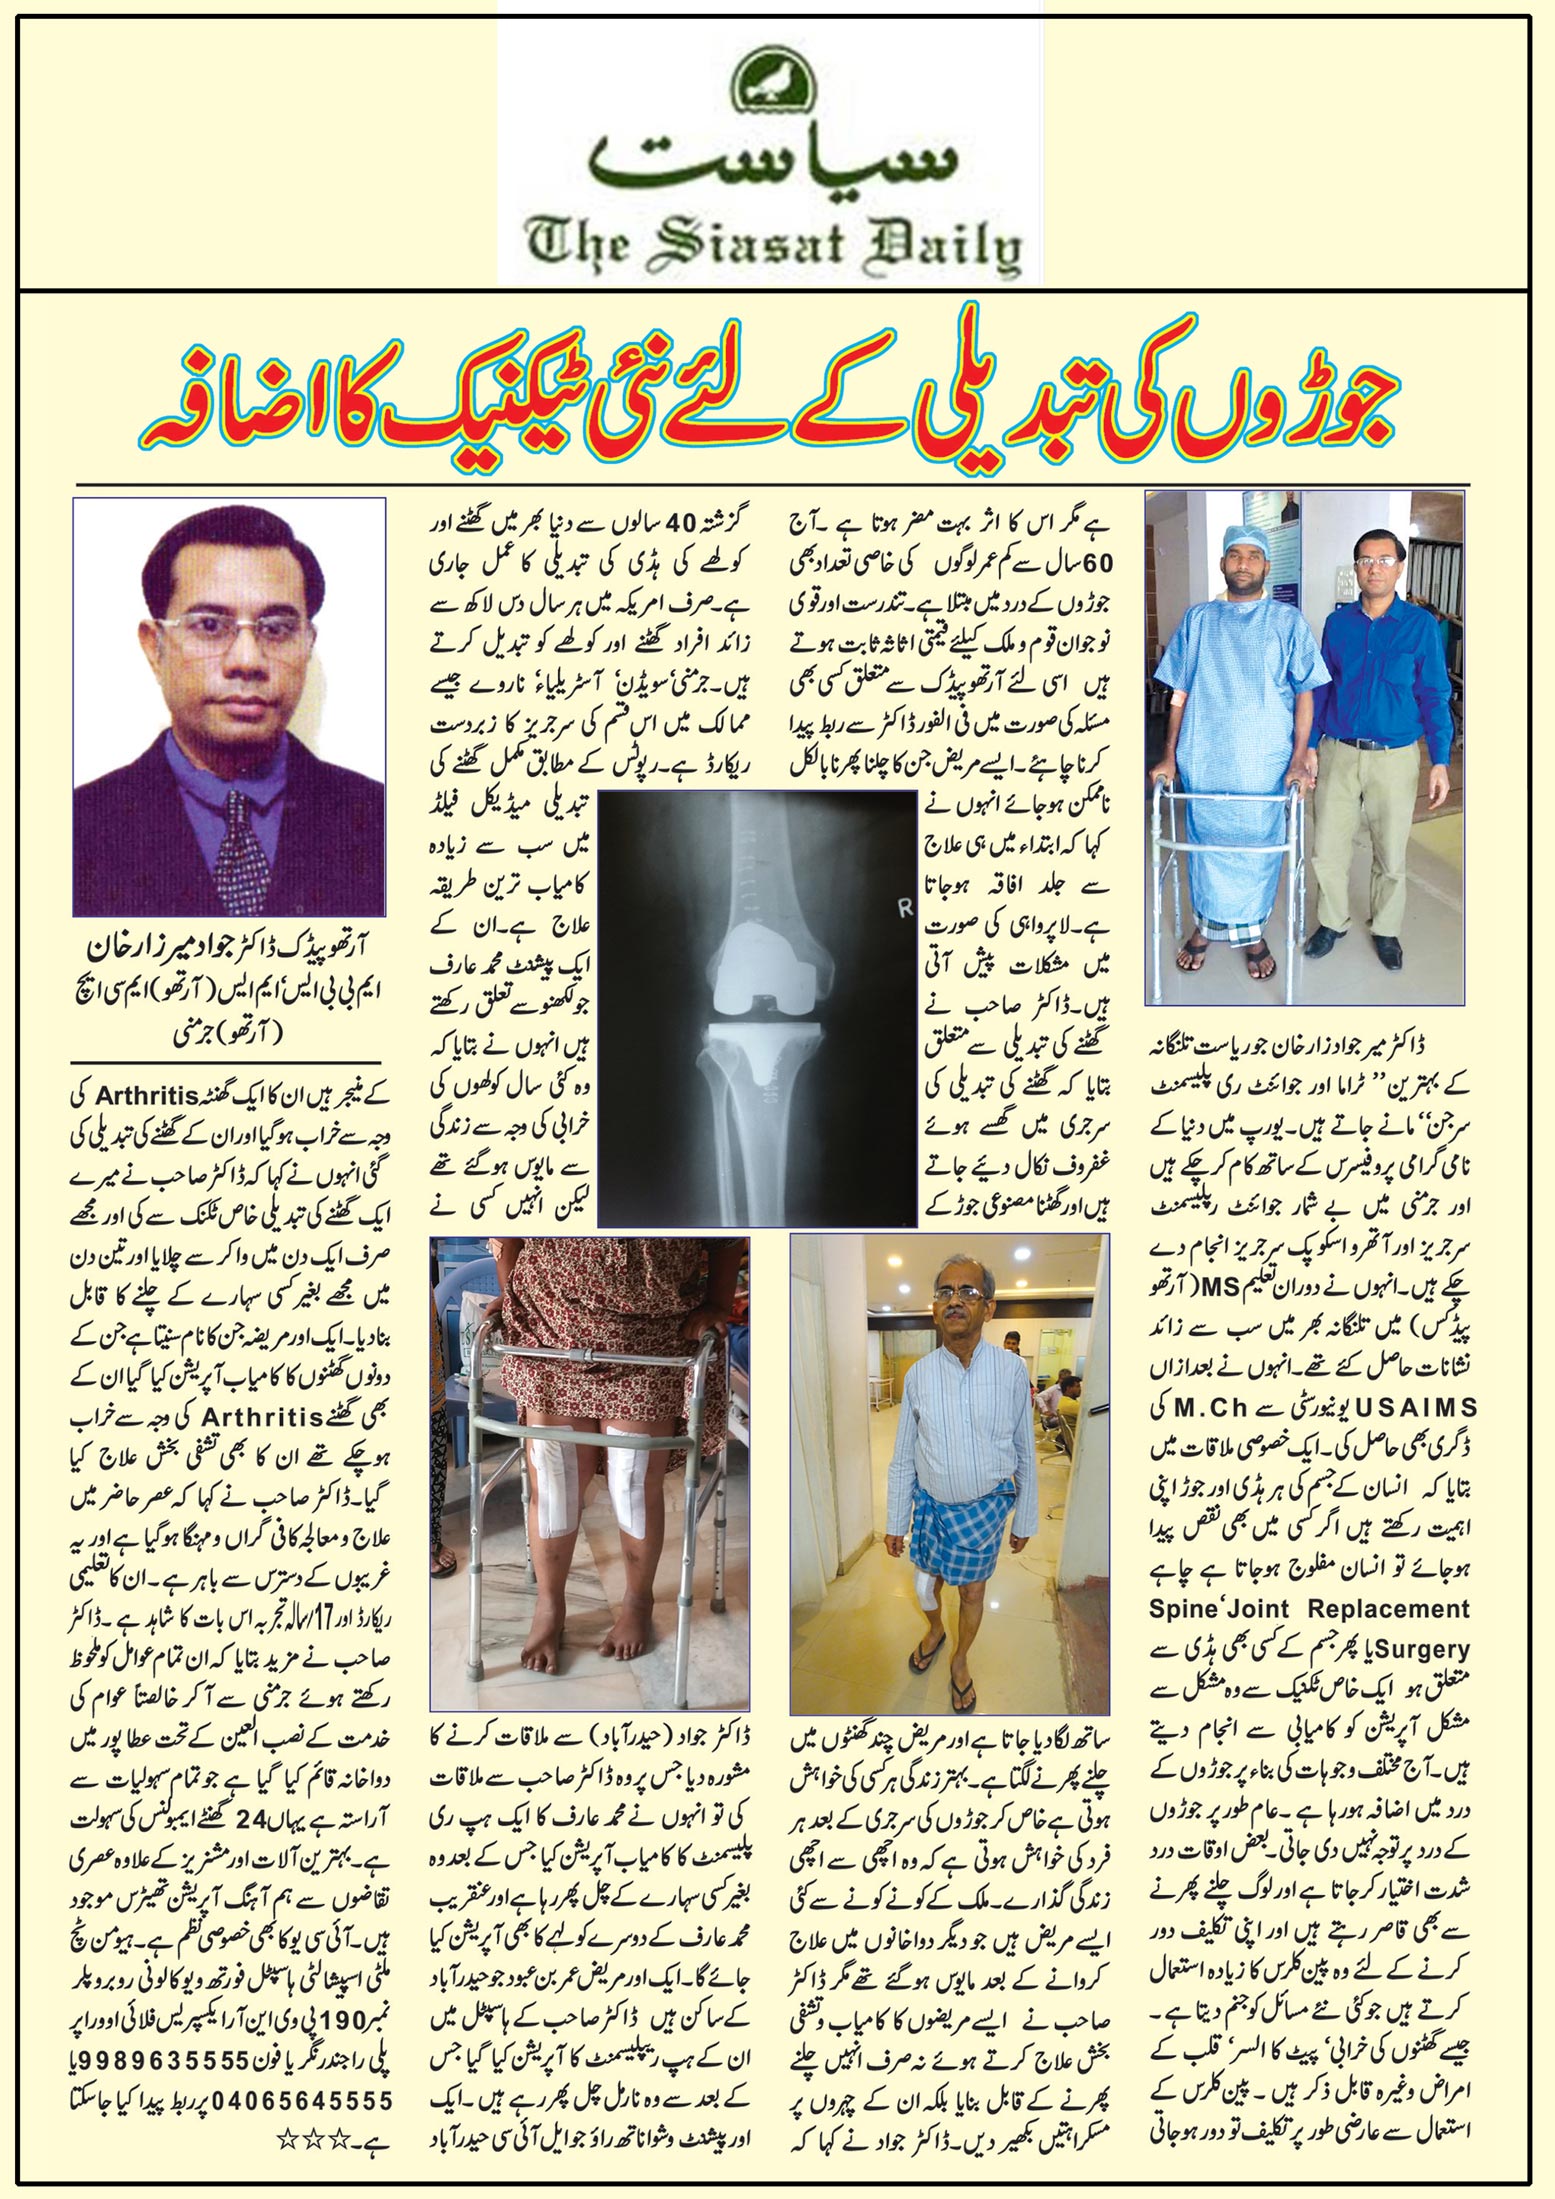 سیاست
The Siasat Daily
جوڑوں کی تبدیلی کے لئے نئی ٹیکنیک کا اضافہ
ڈاکٹر میر جواد زار خان جو ریاست تلنگانہ
کے بہترین ’’ ٹراما اور جوائنٹ ری پلیسمنٹ
سرجن‘‘ مانے جاتے ہیں۔ یورپ میں دنیا کے
نامی گرامی پروفیسرس کے ساتھ کام کرچکے ہیں
اور جرمنی میں بے شمار جوائنٹ رپلیسمنٹ
سرجریز اور آتھرو اسکوپک سرجریز انجام دے
چکے ہیں۔ انہوں نے دوران تعلیم MS (آرتھو
پیڈکس) میں تلنگانہ بھر میں سب سے زائد
نشانات حاصل کئے تھے۔ انہوں نے بعد ازاں
USAIMS یونیورسٹی سے M.Ch کی
ڈگری بھی حاصل کی۔ ایک خصوصی ملاقات میں
بتایا کہ انسان کے جسم کی ہر ہڈی اور جوڑ اپنی
اہمیت رکھتے ہیں اگر کسی میں بھی نقص پیدا
ہوجائے تو انسان مفلوج ہوجاتا ہے چاہے
Spine‘ Joint Replacement
Surgery یا پھر جسم کے کسی بھی ہڈی سے
متعلق ہو ایک خاص ٹکنیک سے وہ مشکل سے
مشکل آپریشن کو کامیابی سے انجام دیتے
ہیں۔ آج مختلف وجوہات کی بناء پر جوڑوں کے
درد میں اضافہ ہورہا ہے ۔ عام طور پر جوڑوں
کے درد پر توجہ نہیں دی جاتی۔ بعض اوقات درد
شدت اختیار کرجاتا ہے اور لوگ چلنے پھرنے
سے بھی قاصر رہتے ہیں اور اپنی تکلیف دور
کرنے کے لئے وہ پین کلرس کا زیادہ استعمال
کرتے ہیں جو کئی نئے مسائل کو جنم دیتا ہے ۔
جیسے گھٹنوں کی خرابی‘ پیٹ کا السر‘ قلب کے
امراض وغیرہ قابل ذکر ہیں ۔ پین کلرس کے
استعمال سے عارضی طور پر تکلیف تو دور ہوجاتی
ہے مگر اس کا اثر بہت مضر ہوتا ہے ۔ آج
60 سال سے کم عمر لوگوں کی خاصی تعداد بھی
جوڑوں کے درد میں مبتلا ہے۔ تندرست اور قوی
نوجوان قوم و ملک کیلئے قیمتی اثاثہ ثابت ہوتے
ہیں اسی لئے آرتھوپیڈک سے متعلق کسی بھی
مسئلہ کی صورت میں فی الفور ڈاکٹر سے ربط پیدا
کرنا چاہئے۔ ایسے مریض جن کا چلنا پھرنا بالکل
ناممکن ہوجائے انہوں نے
کہا کہ ابتداء میں ہی علاج
سے جلد افاقہ ہوجاتا
ہے۔ لاپرواہی کی صورت
میں مشکلات پیش آتی
ہیں۔ ڈاکٹر صاحب نے
گھٹنے کی تبدیلی سے متعلق
بتایا کہ گھٹنے کی تبدیلی کی
سرجری میں گھسے ہوئے
غفروف نکال دیئے جاتے
ہیں اور گھٹنا مصنوعی جوڑ کے
R
ساتھ لگادیا جاتا ہے اور مریض چند گھنٹوں میں
چلنے پھرنے لگتا ہے۔ بہتر زندگی ہر کسی کی خواہش
ہوتی ہے خاص کر جوڑوں کی سرجری کے بعد ہر
فرد کی خواہش ہوتی ہے کہ وہ اچھی سے اچھی
زندگی گذارے۔ ملک کے کونے کونے سے کئی
ایسے مریض ہیں جو دیگر دواخانوں میں علاج
کروانے کے بعد مایوس ہوگئے تھے مگر ڈاکٹر
صاحب نے ایسے مریضوں کا کامیاب و تشفی
بخش علاج کرتے ہوئے نہ صرف انہیں چلنے
پھرنے کے قابل بنایا بلکہ ان کے چہروں پر
مسکراہتیں بکھیر دیں۔ ڈاکٹر جواد نے کہا کہ
گزشتہ 40 سالوں سے دنیا بھر میں گھٹنے اور
کولھے کی ہڈی کی تبدیلی کا عمل جاری
ہے۔ صرف امریکہ میں ہر سال دس لاکھ سے
زائد افراد گھٹنے اور کولھے کو تبدیل کرتے
ہیں۔ جرمنی‘ سویڈن‘ آسٹریلیاء‘ ناروے جیسے
ممالک میں اس قسم کی سرجریز کا زبردست
ریکارڈ ہے۔ رپوٹس کے مطابق مکمل گھٹنے کی
تبدیلی میڈیکل فیلڈ
میں سب سے زیادہ
کامیاب ترین طریقہ
علاج ہے۔ ان کے
ایک پیشنٹ محمد عارف
جو لکھنو سے تعلق رکھتے
ہیں انہوں نے بتایا کہ
وہ کئی سال کولھوں کی
خرابی کی وجہ سے زندگی
سے مایوس ہوگئے تھے
لیکن انہیں کسی نے
ڈاکٹر جواد (حیدرآباد) سے ملاقات کرنے کا
مشورہ دیا جس پر وہ ڈاکٹر صاحب سے ملاقات
کی تو انہوں نے محمد عارف کا ایک ہپ ری
پلیسمنٹ کا کامیاب آپریشن کیا جس کے بعد وہ
بغیر کسی سہارے کے چل پھر رہا ہے اور عنقریب
محمد عارف کے دوسرے کولہے کا بھی آپریشن کیا
جائے گا۔ ایک اور مریض عمر بن عبود جو حیدرآباد
کے ساکن ہیں ڈاکٹر صاحب کے ہاسپٹل میں
ان کے ہپ ریپلیسمنٹ کا آپریشن کیا گیا جس
کے بعد سے وہ نارمل چل پھر رہے ہیں ۔ ایک
اور پیشنٹ وشواناتھ راؤ جو ایل آئی سی حیدرآباد
آرتھوپیڈک ڈاکٹر جواد میر زار خان
ایم بی بی ایس‘ ایم ایس (آرتھو) ایم سی ایچ
(آرتھو) جرمنی
کے منیجر ہیں ان کا ایک گھنٹہ Arthritis کی
وجہ سے خراب ہوگیا اور ان کے گھٹنے کی تبدیلی کی
گئی انہوں نے کہا کہ ڈاکٹر صاحب نے میرے
ایک گھٹنے کی تبدیلی خاص ٹکنک سے کی اور مجھے
صرف ایک دن میں واکر سے چلایا اور تین دن
میں مجھے بغیر کسی سہارے کے چلنے کا قابل
بنادیا۔ ایک اور مریضہ جن کا نام سنیتا ہے جن کے
دونوں گھٹنوں کا کامیاب آپریشن کیا گیا ان کے
بھی گھٹنے Arthritis کی وجہ سے خراب
ہوچکے تھے ان کا بھی تشفی بخش علاج کیا
گیا۔ ڈاکٹر صاحب نے کہا کہ عصر حاضر میں
علاج و معالجہ کافی گراں و مہنگا ہوگیا ہے اور یہ
غریبوں کے دسترس سے باہر ہے ۔ ان کا تعلیمی
ریکارڈ اور 17/سالہ تجربہ اس بات کا شاہد ہے ۔ ڈاکٹر
صاحب نے مزید بتایا کہ ان تمام عوامل کو ملحوظ
رکھتے ہوئے جرمنی سے آکر خالصتاً عوام کی
خدمت کے نصب العین کے تحت عطا پور میں
دواخانہ قائم کیا گیا ہے جو تمام سہولیات سے
آراستہ ہے یہاں 24 گھنٹے ایمبولنس کی سہولت
ہے۔ بہترین آلات اور مشنریز کے علاوہ عصری
تقاضوں سے ہم آہنگ آپریشن تھیٹرس موجود
ہیں۔ آئی سی یو کا بھی خصوصی نظم ہے۔ ہیومن ٹچ
ملٹی اسپیشالٹی ہاسپٹل فورتھ ویو کالونی روبرو پلر
نمبر 190 پی وی این آر ایکسپریس فلائی اوور اپر
پلی راجندر نگر یا فون 9989635555 یا
04065645555 پر ربط پیدا کیا جاسکتا
ہے۔ ☆☆☆